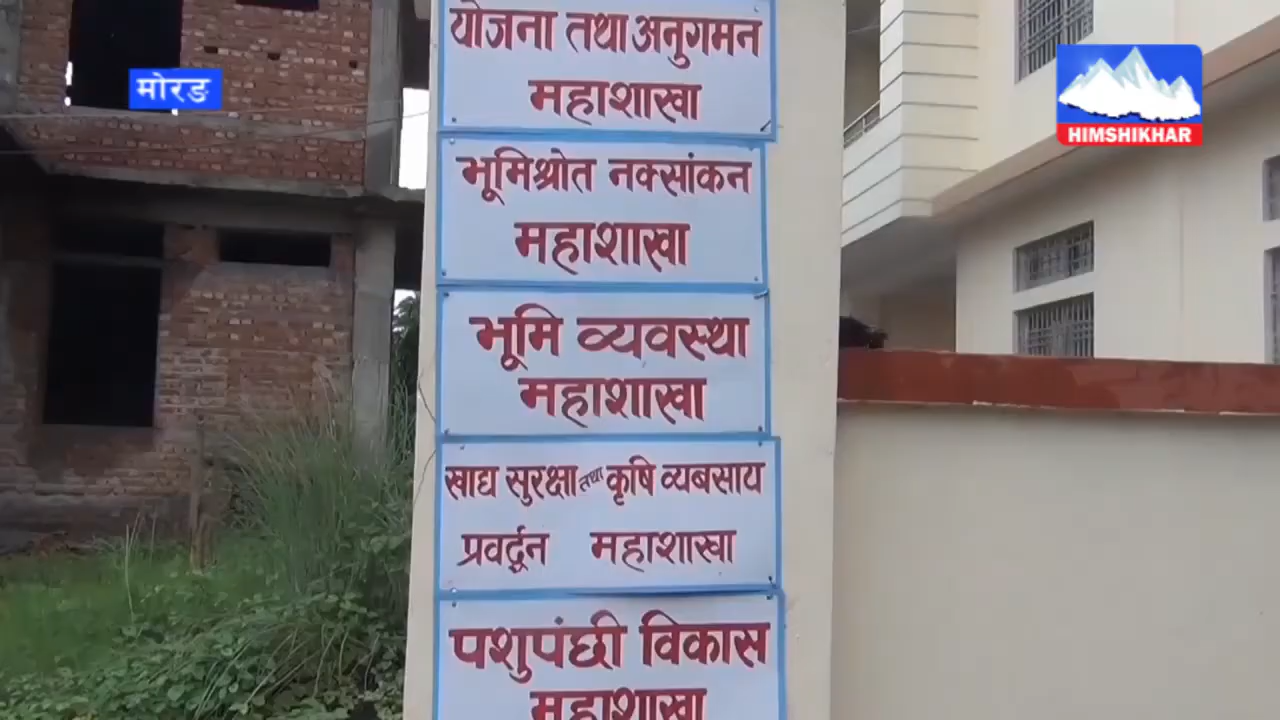 योजना तथा अनुगमन
महाशाखा
मोरङ
HIMSHIKHAR
भूमिश्रोत नक्सांकन
महाशाखा
भूमि व्यवस्था
महाशाखा
खाद्य सुरक्षा तथा कृषि व्यबसाय
प्रवर्द्धन महाशाखा
पशुपंछी विकास
महाशाखा